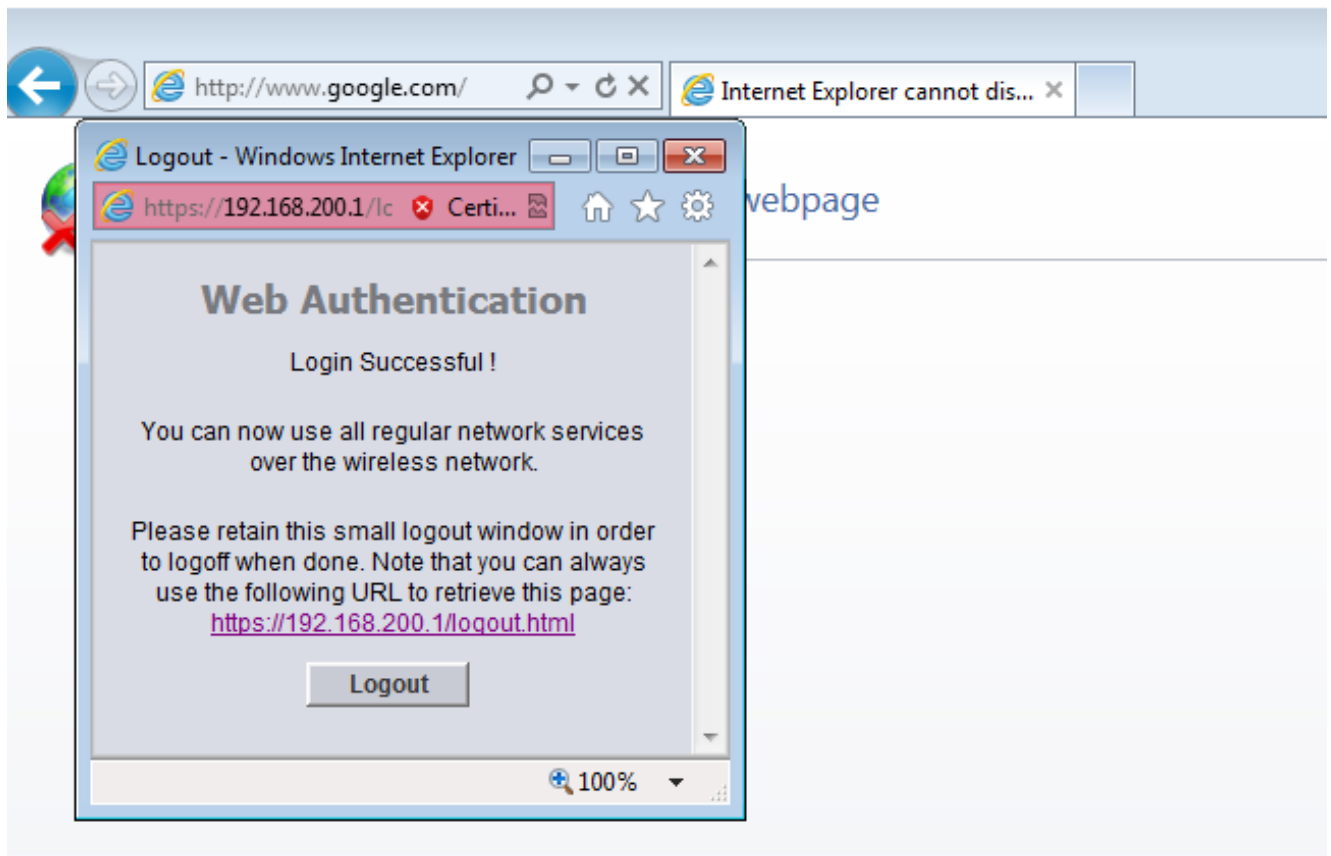 http://www.google.com/
Internet Explorer cannot dis...
webpage
Logout - Windows Internet Explorer
https://192.168.200.1/lc
Certi...
Web Authentication
Login Successful !
You can now use all regular network services
over the wireless network.
Please retain this small logout window in order
to logoff when done. Note that you can always
use the following URL to retrieve this page:
https://192.168.200.1/logout.html
Logout
100%